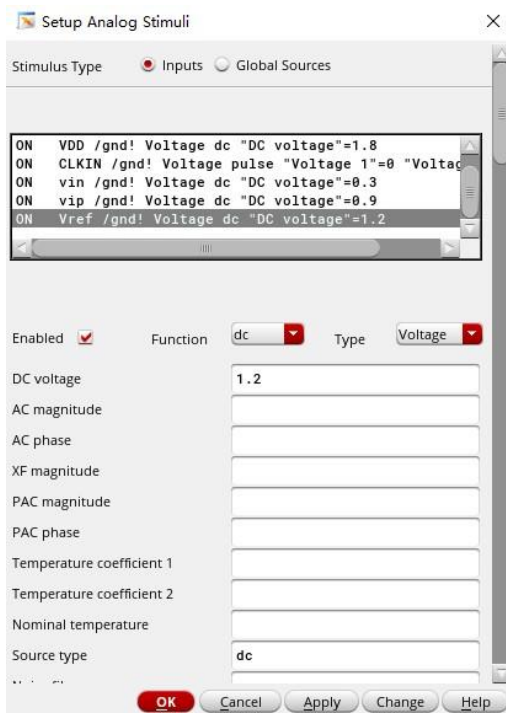 Setup Analog Stimuli
Stimulus Type Inputs Global Sources
ON VDD /gnd! Voltage dc "DC voltage"=1.8
ON CLKIN /gnd! Voltage pulse "Voltage 1"=0 "Voltag
ON vin /gnd! Voltage dc "DC voltage"=0.3
ON vip /gnd! Voltage dc "DC voltage"=0.9
ON Vref /gnd! Voltage dc "DC voltage"=1.2
Enabled Function dc Type Voltage
DC voltage 1.2
AC magnitude
AC phase
XF magnitude
PAC magnitude
PAC phase
Temperature coefficient 1
Temperature coefficient 2
Nominal temperature
Source type dc
OK Cancel Apply Change Help